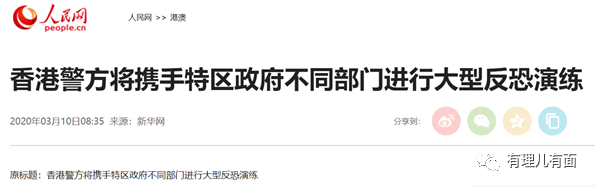 人民网
people.cn
人民网 >> 港澳
香港警方将携手特区政府不同部门进行大型反恐演练
2020年03月10日08:35 来源：新华网
分享到：
原标题：香港警方将携手特区政府不同部门进行大型反恐演练
有理儿有面